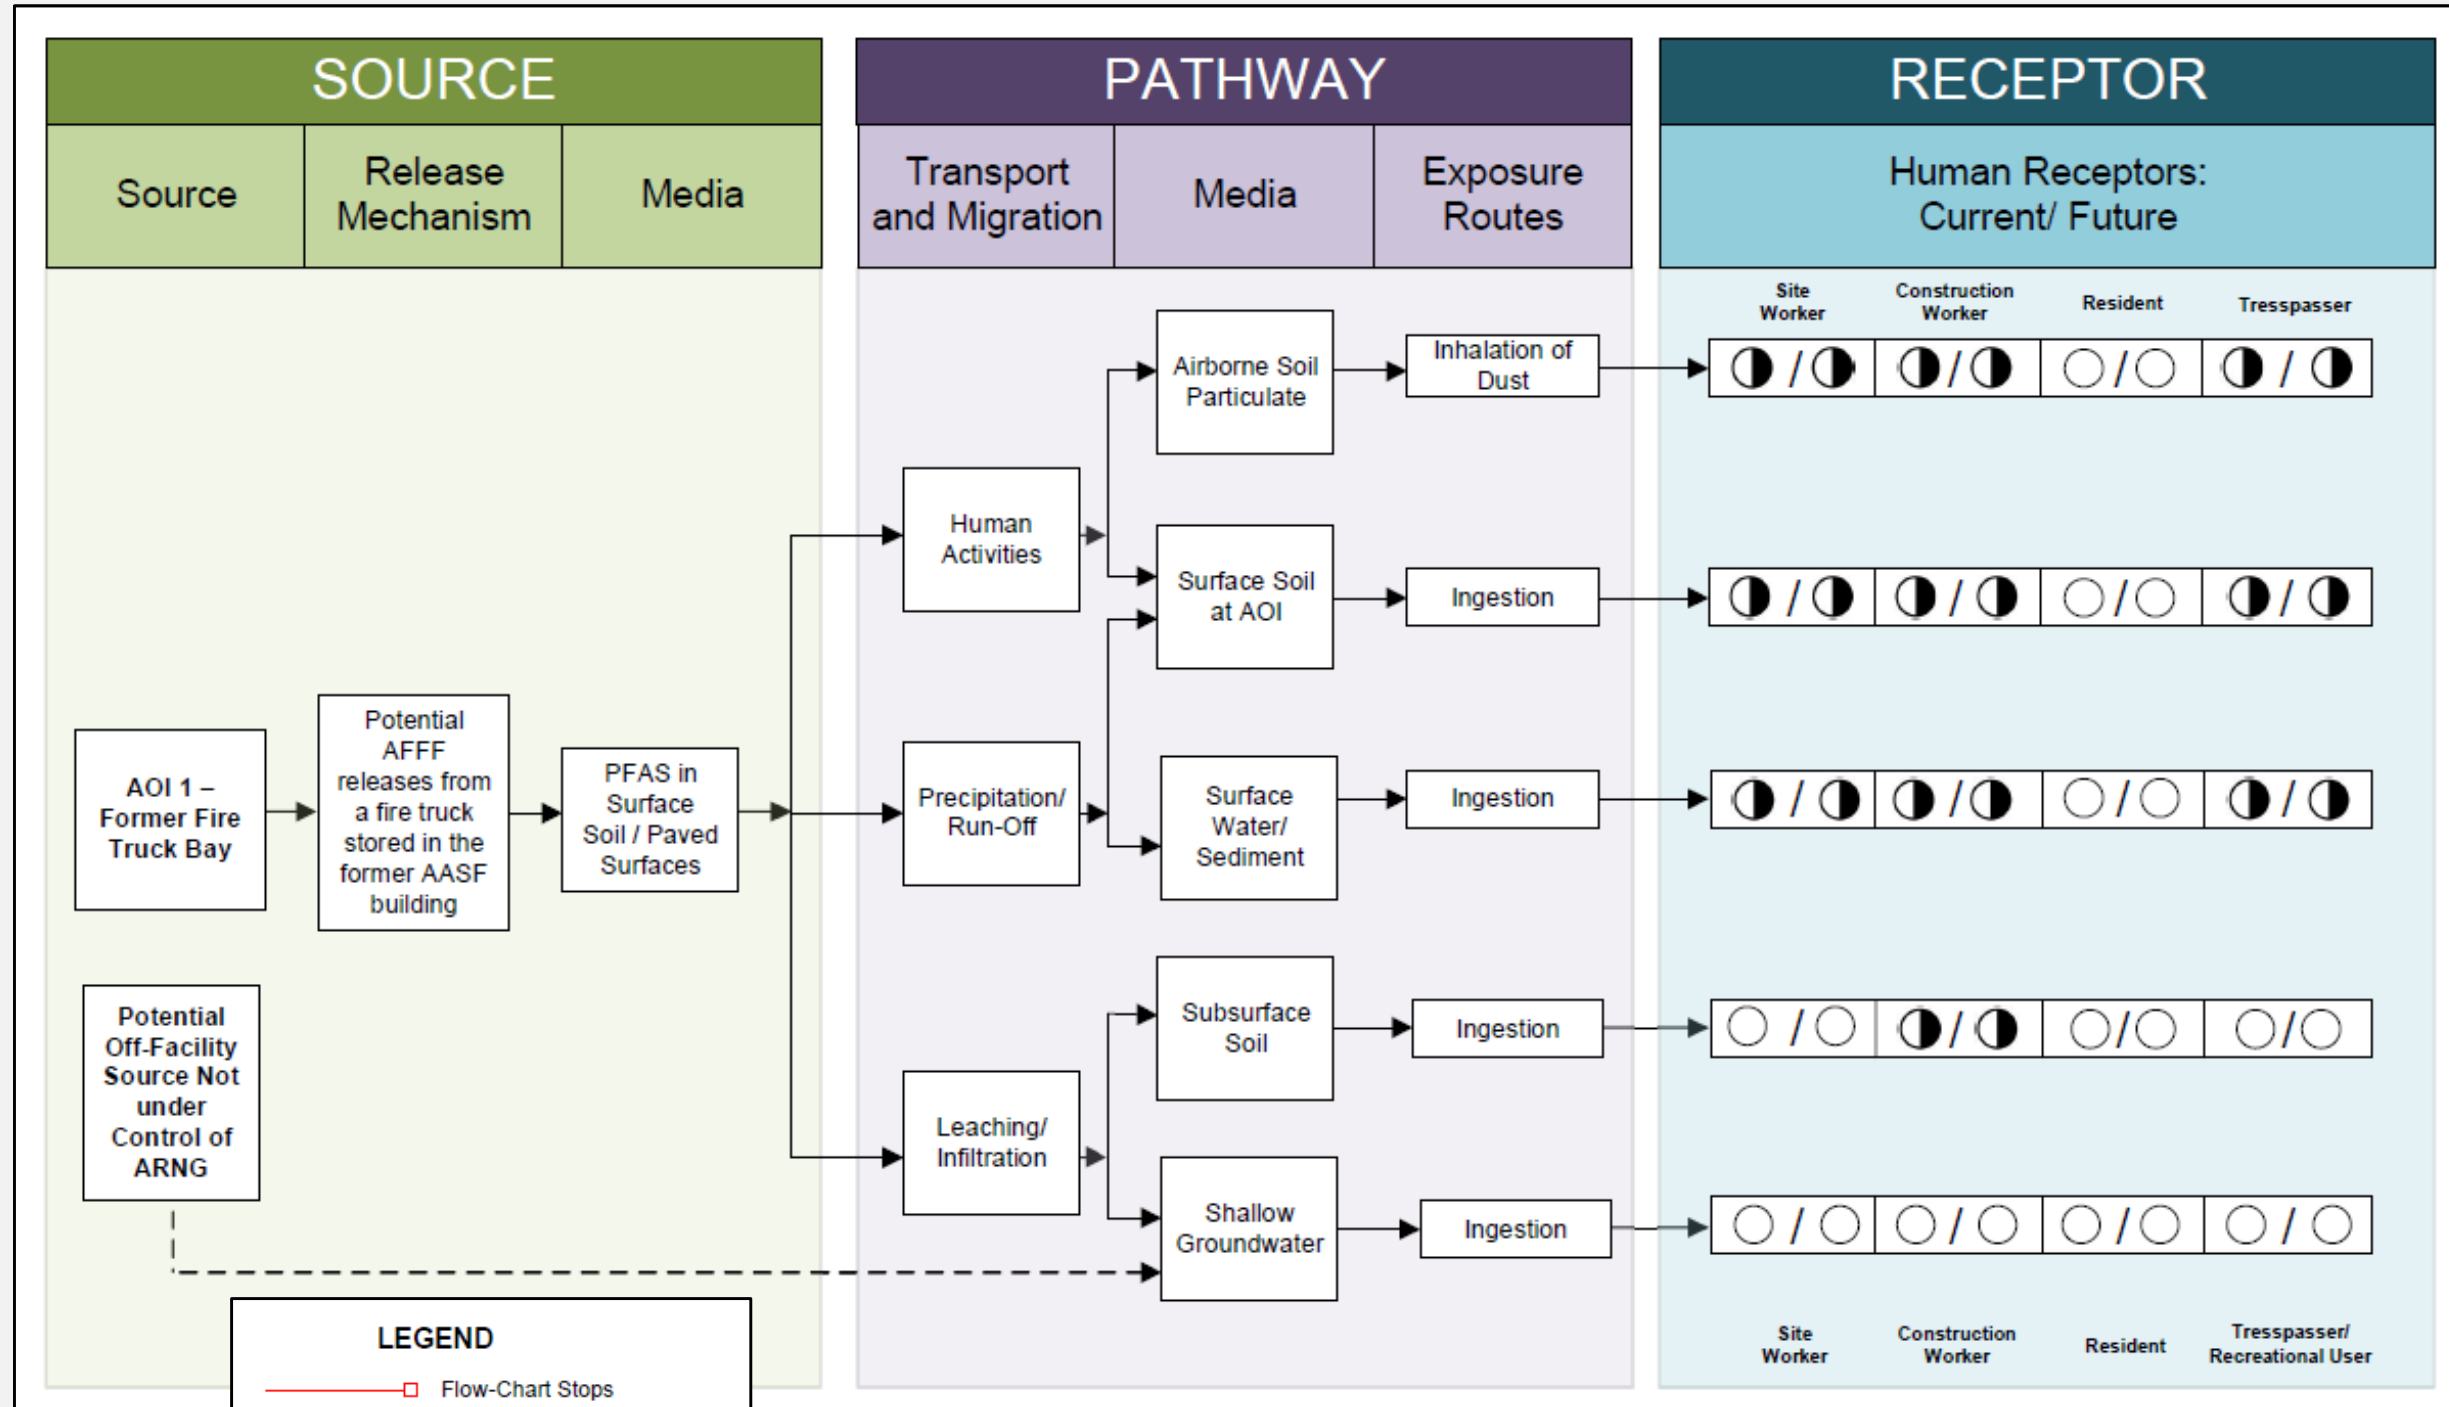 SOURCE
PATHWAY
RECEPTOR
Source
Release
Mechanism
Media
Transport
and Migration
Media
Exposure
Routes
Human Receptors:
Current/ Future
Site
Worker
Construction
Worker
Resident
Tresspasser
Airborne Soil
Particulate
Inhalation of
Dust
/
/
/
/
Human
Activities
Surface Soil
at AOI
Ingestion
/
/
/
/
AOI 1 –
Former Fire
Truck Bay
Potential
AFFF
releases from
a fire truck
stored in the
former AASF
building
PFAS in
Surface
Soil / Paved
Surfaces
Precipitation/
Run-Off
Surface
Water/
Sediment
Ingestion
/
/
/
/
Potential
Off-Facility
Source Not
under
Control of
ARNG
Leaching/
Infiltration
Subsurface
Soil
Ingestion
/
/
/
/
Shallow
Groundwater
Ingestion
/
/
/
/
Site
Worker
Construction
Worker
Resident
Tresspasser/
Recreational User
LEGEND
Flow-Chart Stops